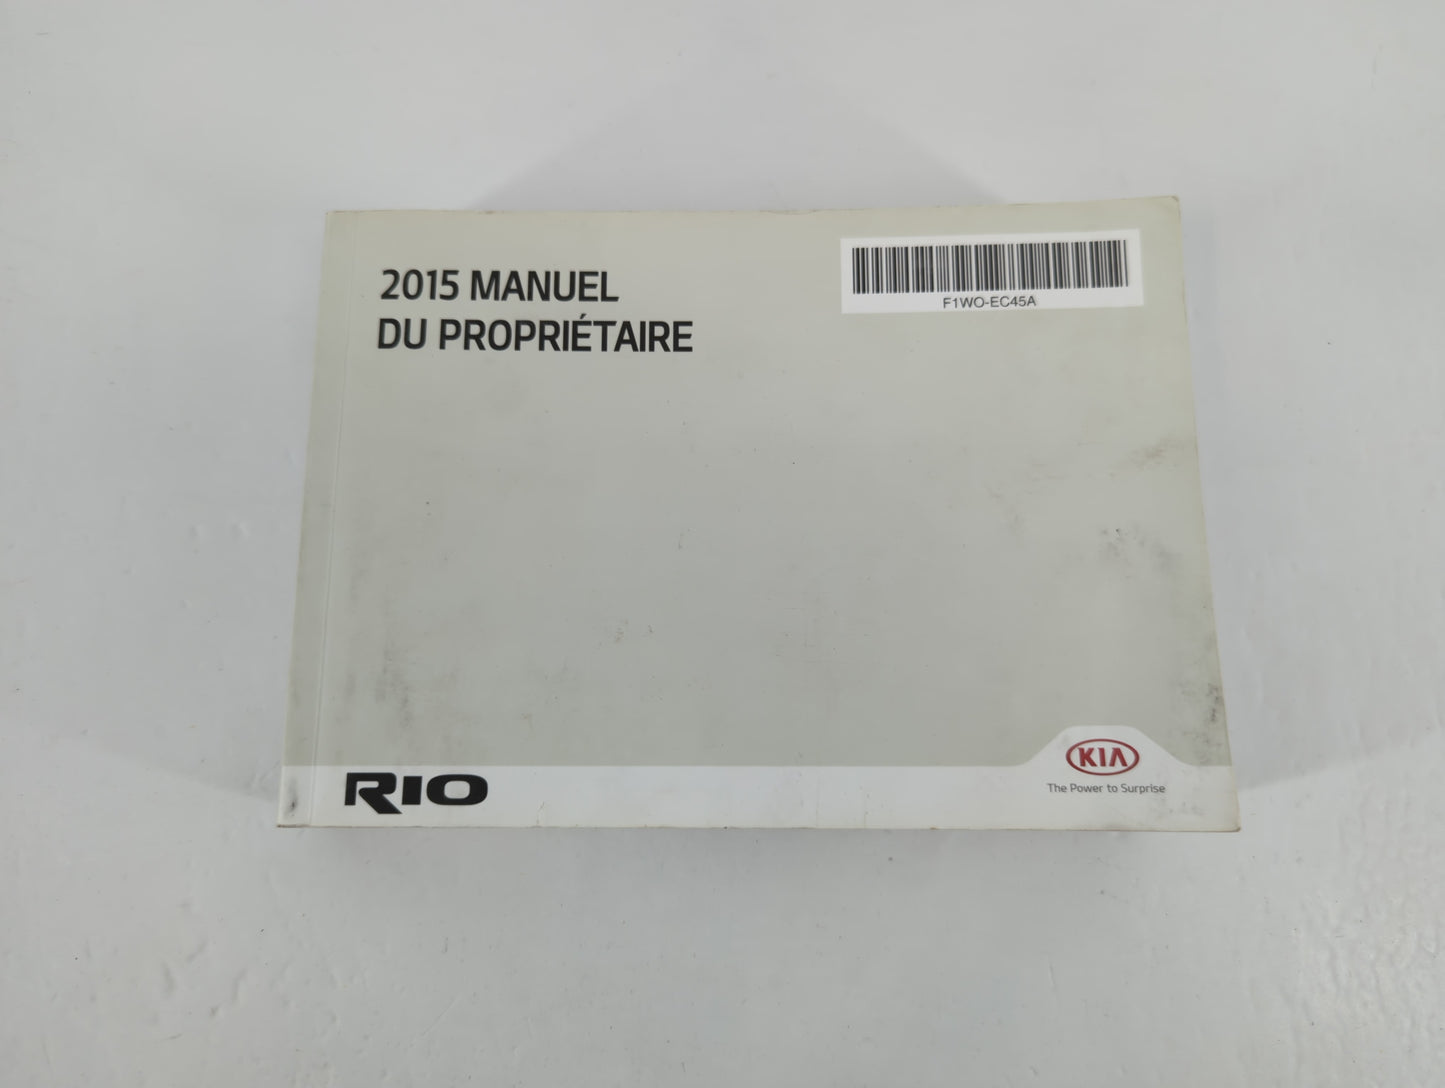 2015 MANUEL
DU PROPRIÉTAIRE
F1WO-EC45A
RIO
KIA
The Power to Surprise